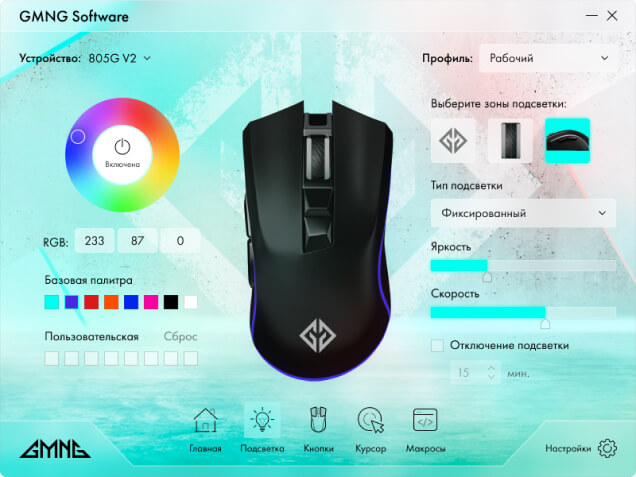 GMNG Software
Устройство: 805G V2
Профиль: Рабочий
Включена
RGB: 233 87 0
Базовая палитра
Пользовательская Сброс
Выберите зоны подсветки:
Тип подсветки
Фиксированный
Яркость
Скорость
Отключение подсветки
15 мин.
Главная Подсветка Кнопки Курсор Макросы
GMNG
Настройки